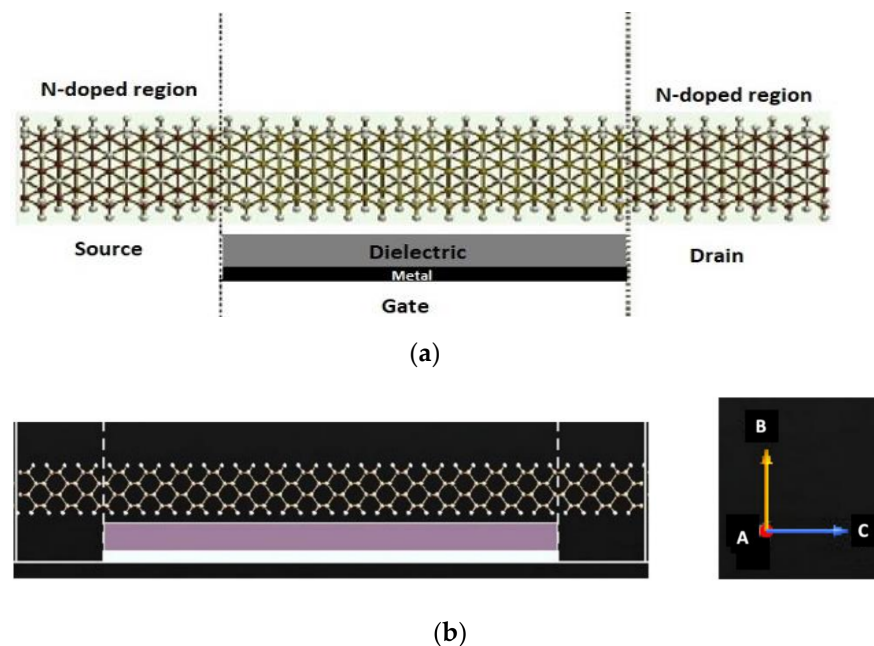 N-doped region
N-doped region
Source
Dielectric
Drain
Metal
Gate
(a)
B
A
C
(b)